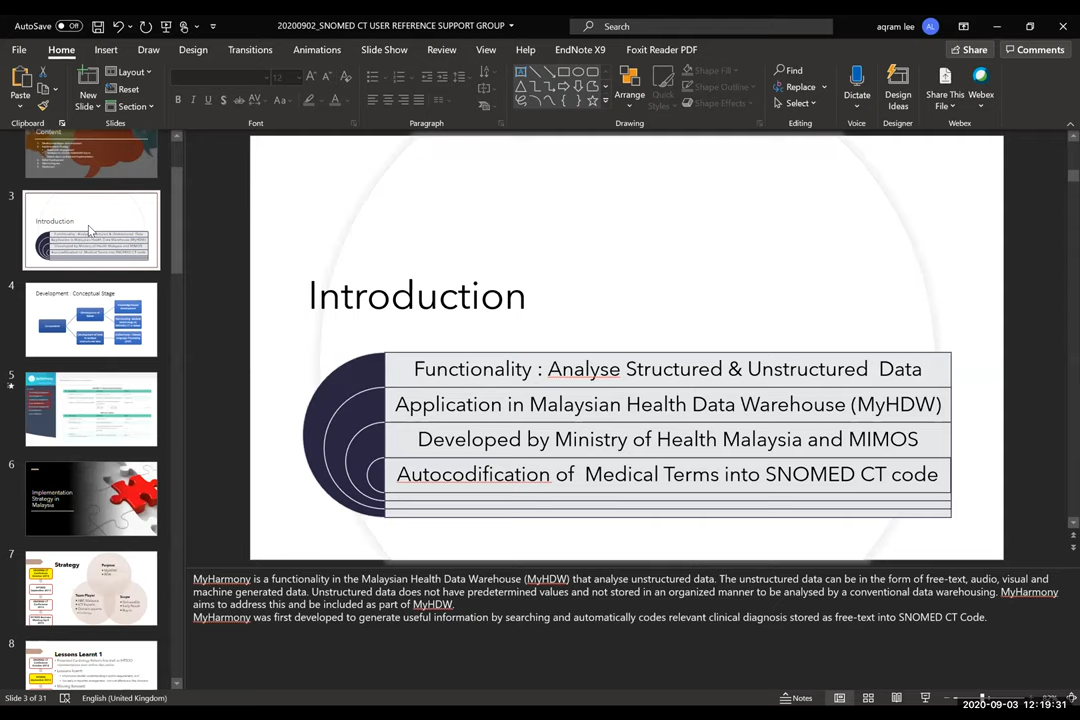 AutoSave Off
20200902_SNOMED CT USER REFERENCE SUPPORT GROUP
Search
aqram lee
AL
File Home Insert Draw Design Transitions Animations Slide Show Review View Help EndNote X9 Foxit Reader PDF
Share
Comments
Paste
New Slide
Layout
Reset
Section
12
Arrange
Quick Styles
Shape Fill
Shape Outline
Shape Effects
Find
Replace
Select
Dictate
Design Ideas
Share This File
Webex
Clipboard
Slides
Font
Paragraph
Drawing
Editing
Voice
Designer
Webex
Content
3
Introduction
4
Development : Conceptual Stage
5
6
Implementation
Strategy in
Malaysia
7
Strategy
8
Lessons Learnt 1
Introduction
Functionality : Analyse Structured & Unstructured Data
Application in Malaysian Health Data Warehouse (MyHDW)
Developed by Ministry of Health Malaysia and MIMOS
Autocodification of Medical Terms into SNOMED CT code
MyHarmony is a functionality in the Malaysian Health Data Warehouse (MyHDW) that analyse unstructured data. The unstructured data can be in the form of free-text, audio, visual and
machine generated data. Unstructured data does not have predetermined values and not stored in an organized manner to be analysed by a conventional data warehousing. MyHarmony
aims to address this and be included as part of MyHDW.
MyHarmony was first developed to generate useful information by searching and automatically codes relevant clinical diagnosis stored as free-text into SNOMED CT Code.
Slide 3 of 31
English (United Kingdom)
Notes
2020-09-03 12:19:31